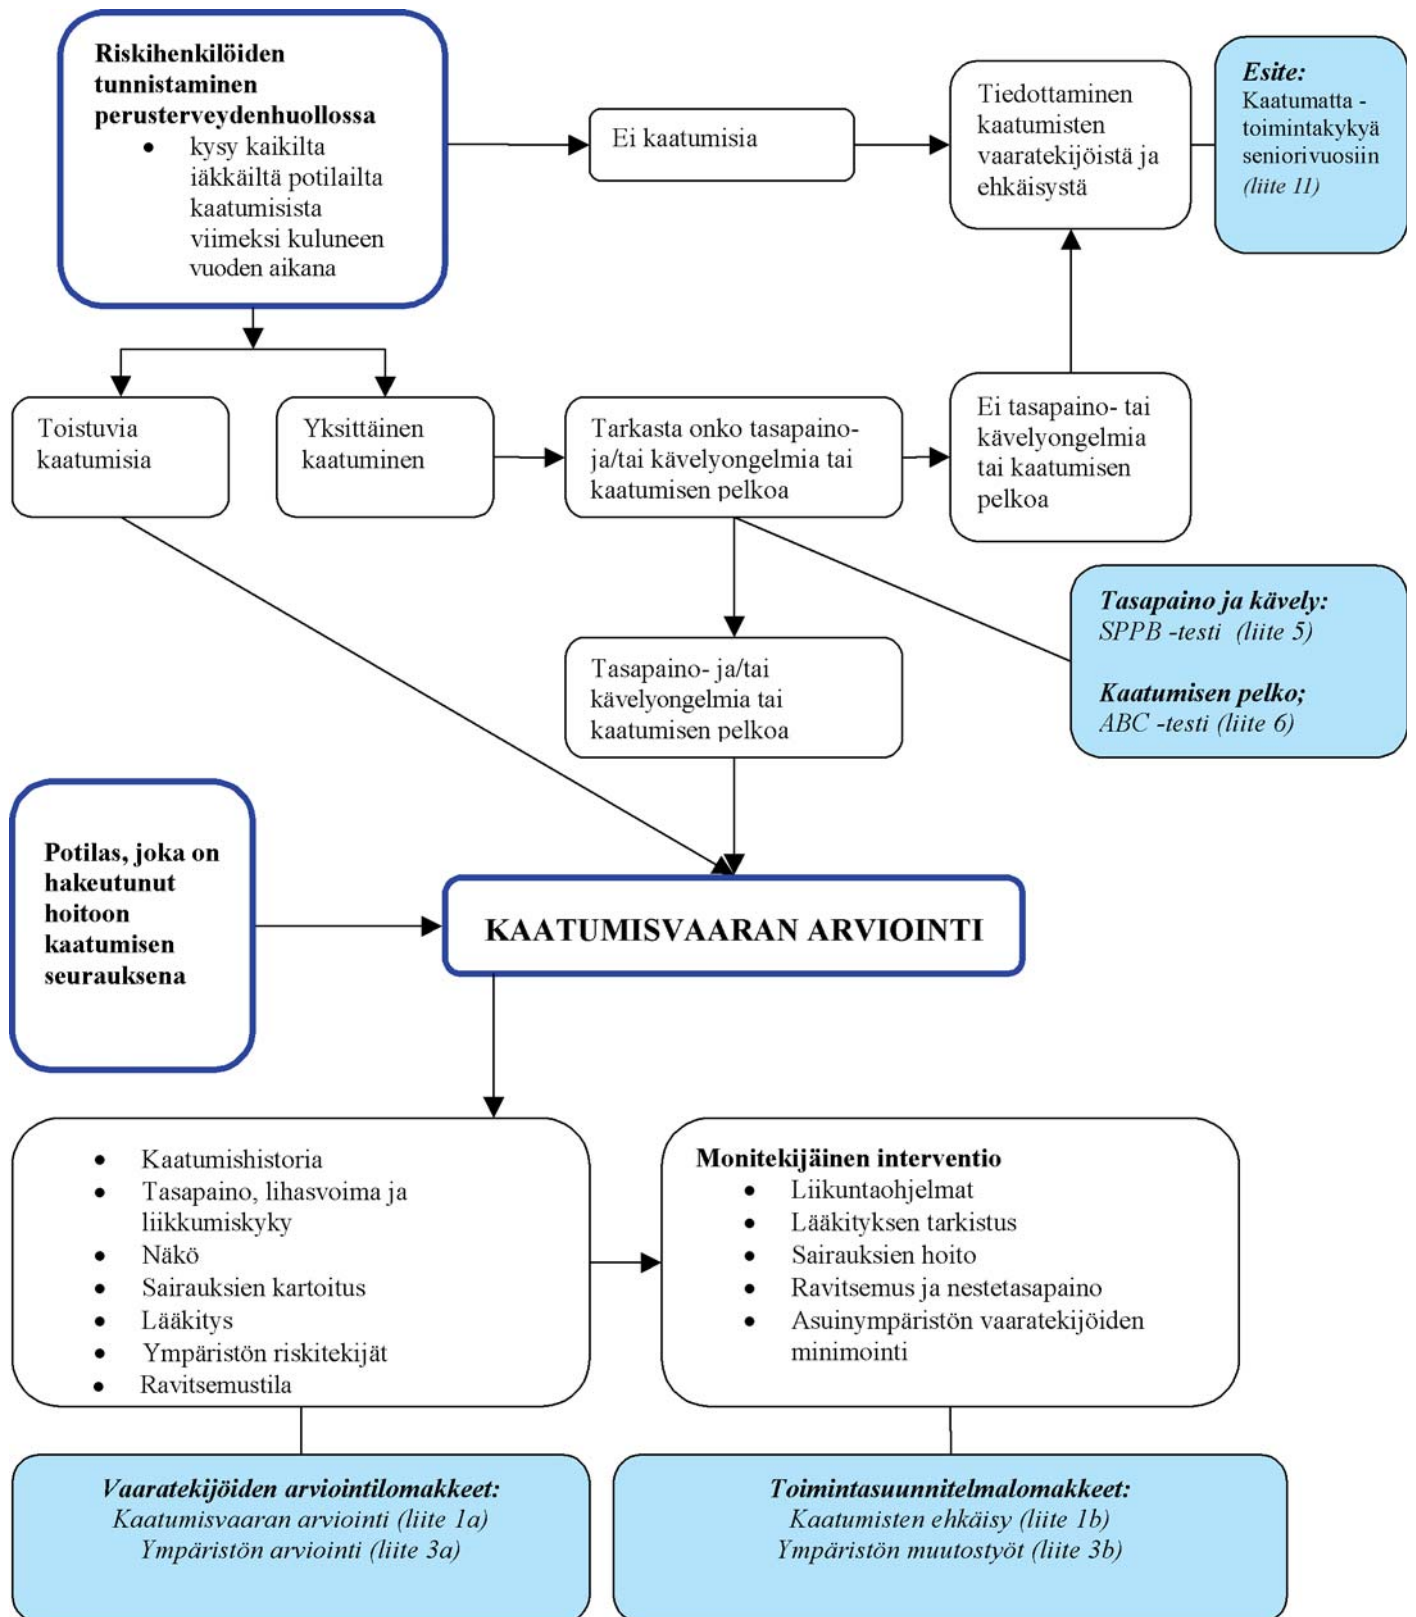 Riskihenkilöiden
tunnistaminen
perusterveydenhuollossa
• kysy kaikilta
iäkkäiltä potilailta
kaatumisista
viimeksi kuluneen
vuoden aikana
Ei kaatumisia
Tiedottaminen
kaatumisten
vaaratekijöistä ja
ehkäisystä
Esite:
Kaatumatta -
toimintakykyä
seniorivuosiin
(liite 11)
Toistuvia
kaatumisia
Yksittäinen
kaatuminen
Tarkasta onko tasapaino-
ja/tai kävelyongelmia tai
kaatumisen pelkoa
Ei tasapaino- tai
kävelyongelmia
tai kaatumisen
pelkoa
Tasapaino ja kävely:
SPPB -testi (liite 5)
Kaatumisen pelko;
ABC -testi (liite 6)
Tasapaino- ja/tai
kävelyongelmia tai
kaatumisen pelkoa
Potilas, joka on
hakeutunut
hoitoon
kaatumisen
seurauksena
KAATUMISVAARAN ARVIOINTI
• Kaatumishistoria
• Tasapaino, lihasvoima ja
liikkumiskyky
• Näkö
• Sairauksien kartoitus
• Lääkitys
• Ympäristön riskitekijät
• Ravitsemustila
Monitekijäinen interventio
• Liikuntaohjelmat
• Lääkityksen tarkistus
• Sairauksien hoito
• Ravitsemus ja nestetasapaino
• Asuinympäristön vaaratekijöiden
minimointi
Vaaratekijöiden arviointilomakkeet:
Kaatumisvaaran arviointi (liite 1a)
Ympäristön arviointi (liite 3a)
Toimintasuunnitelmalomakkeet:
Kaatumisten ehkäisy (liite 1b)
Ympäristön muutostyöt (liite 3b)